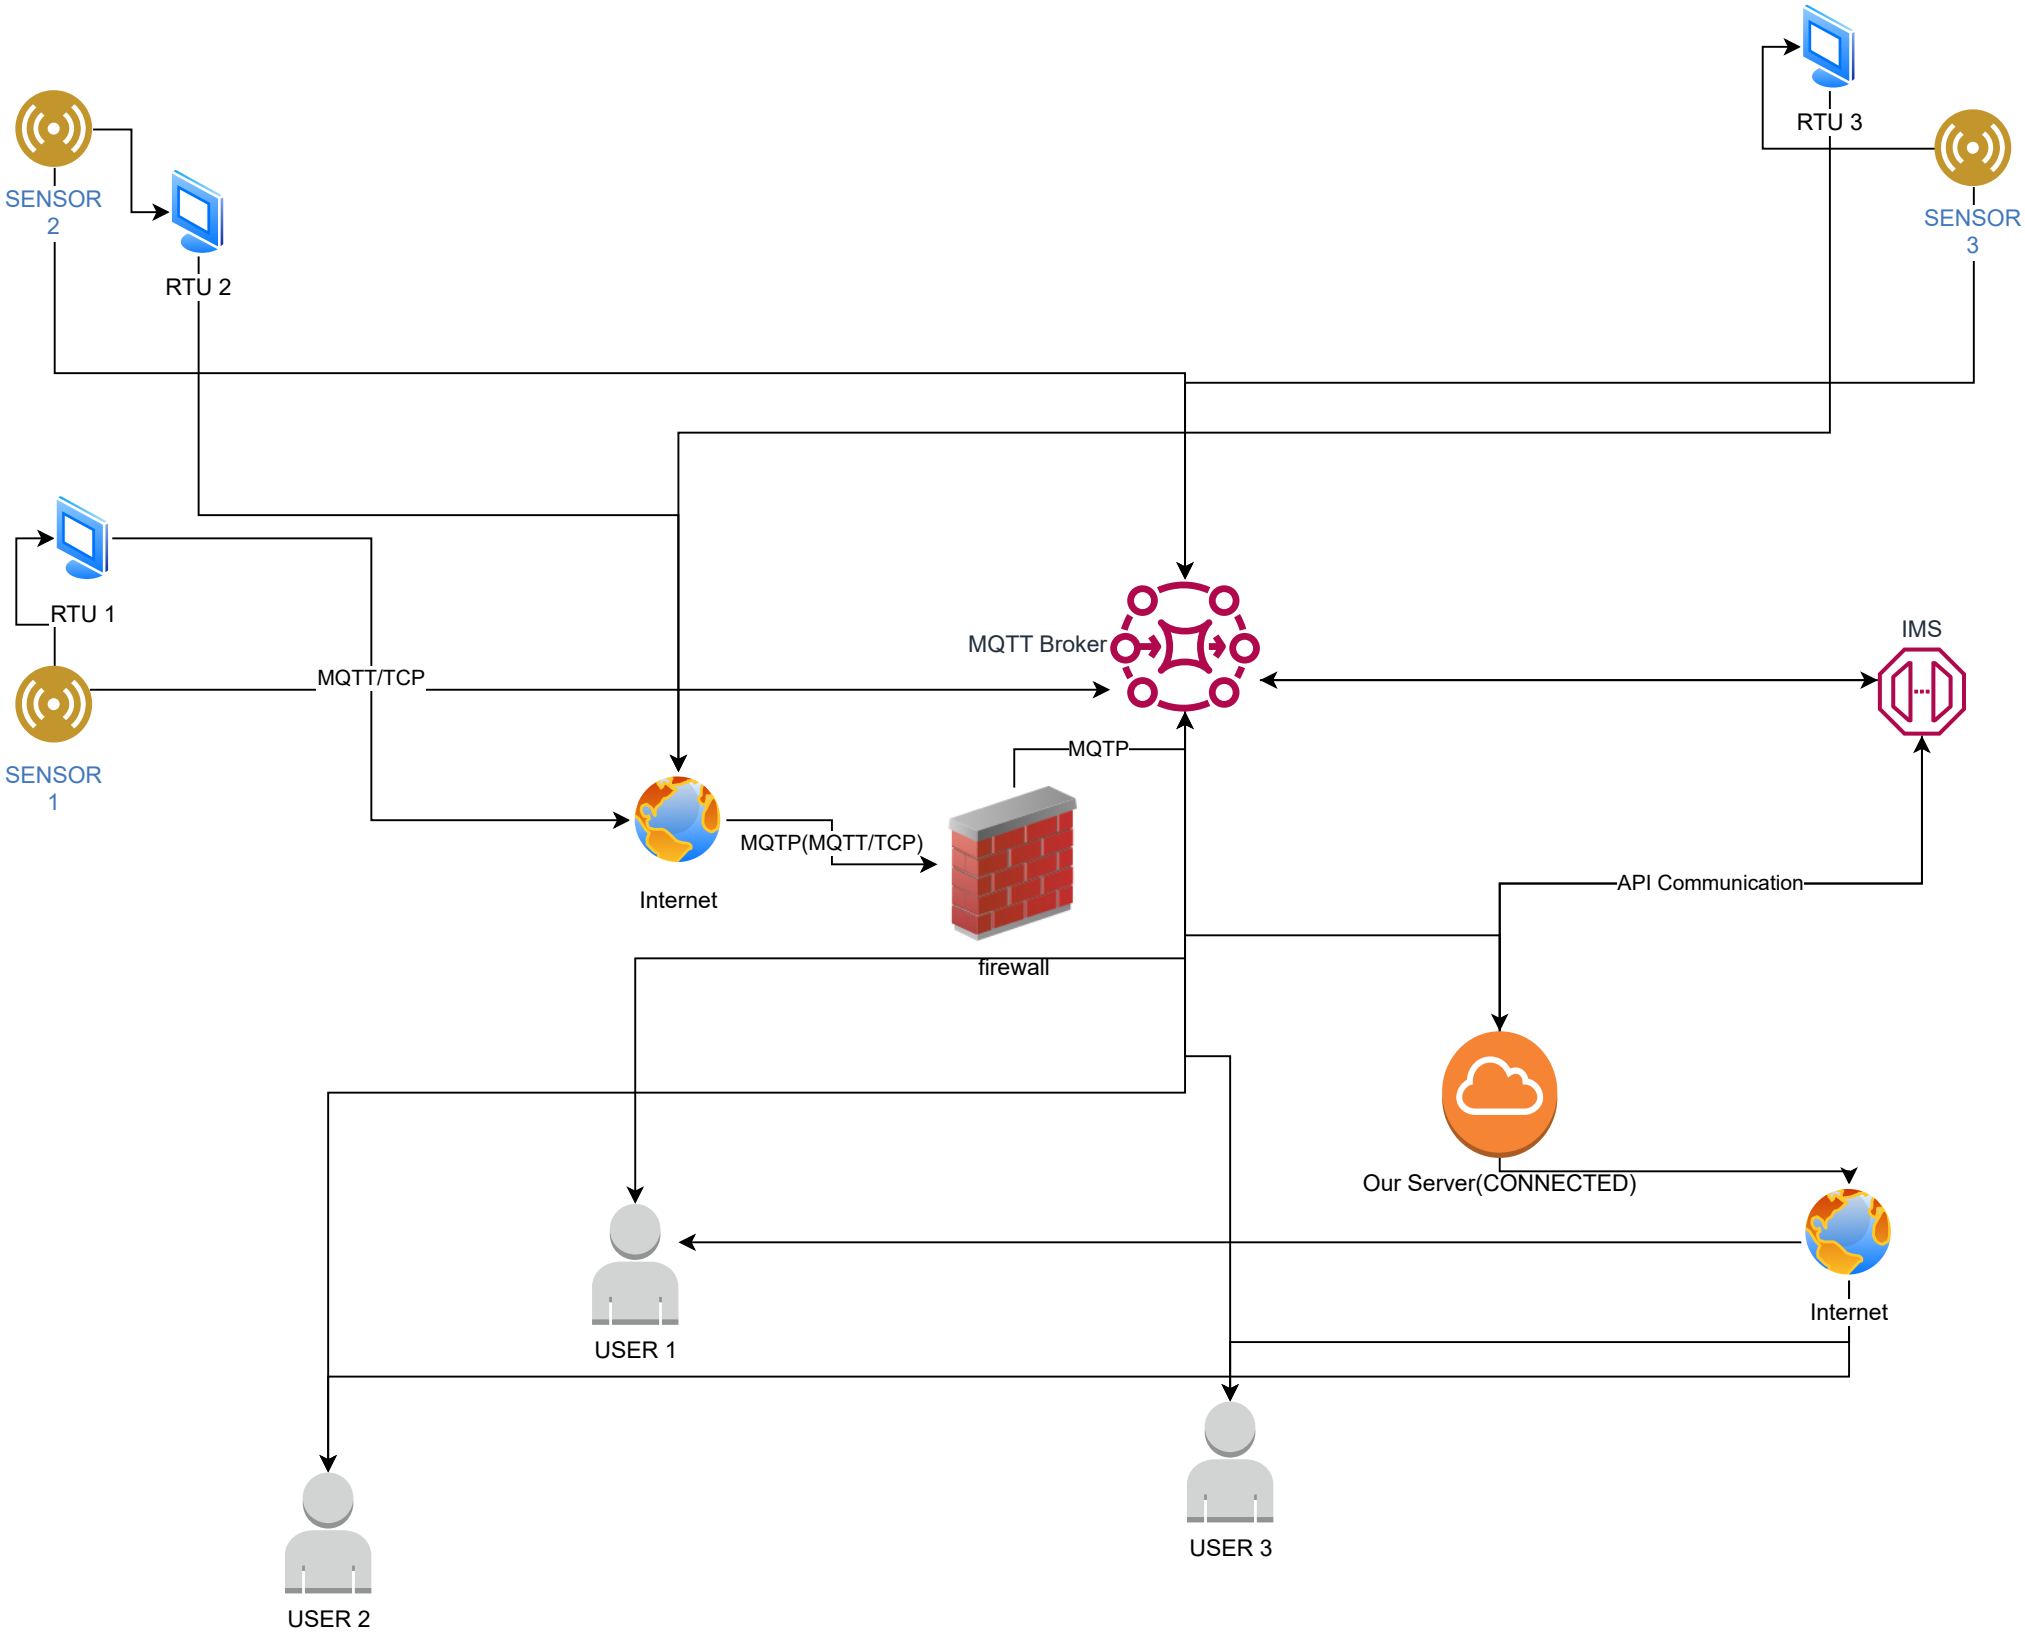 RTU 3
SENSOR
2
SENSOR
3
RTU 2
RTU 1
IMS
MQTT Broker
MQTT/TCP
MQTP
SENSOR
1
MQTP(MQTT/TCP)
API Communication
Internet
firewall
Our Server(CONNECTED)
Internet
USER 1
USER 3
USER 2